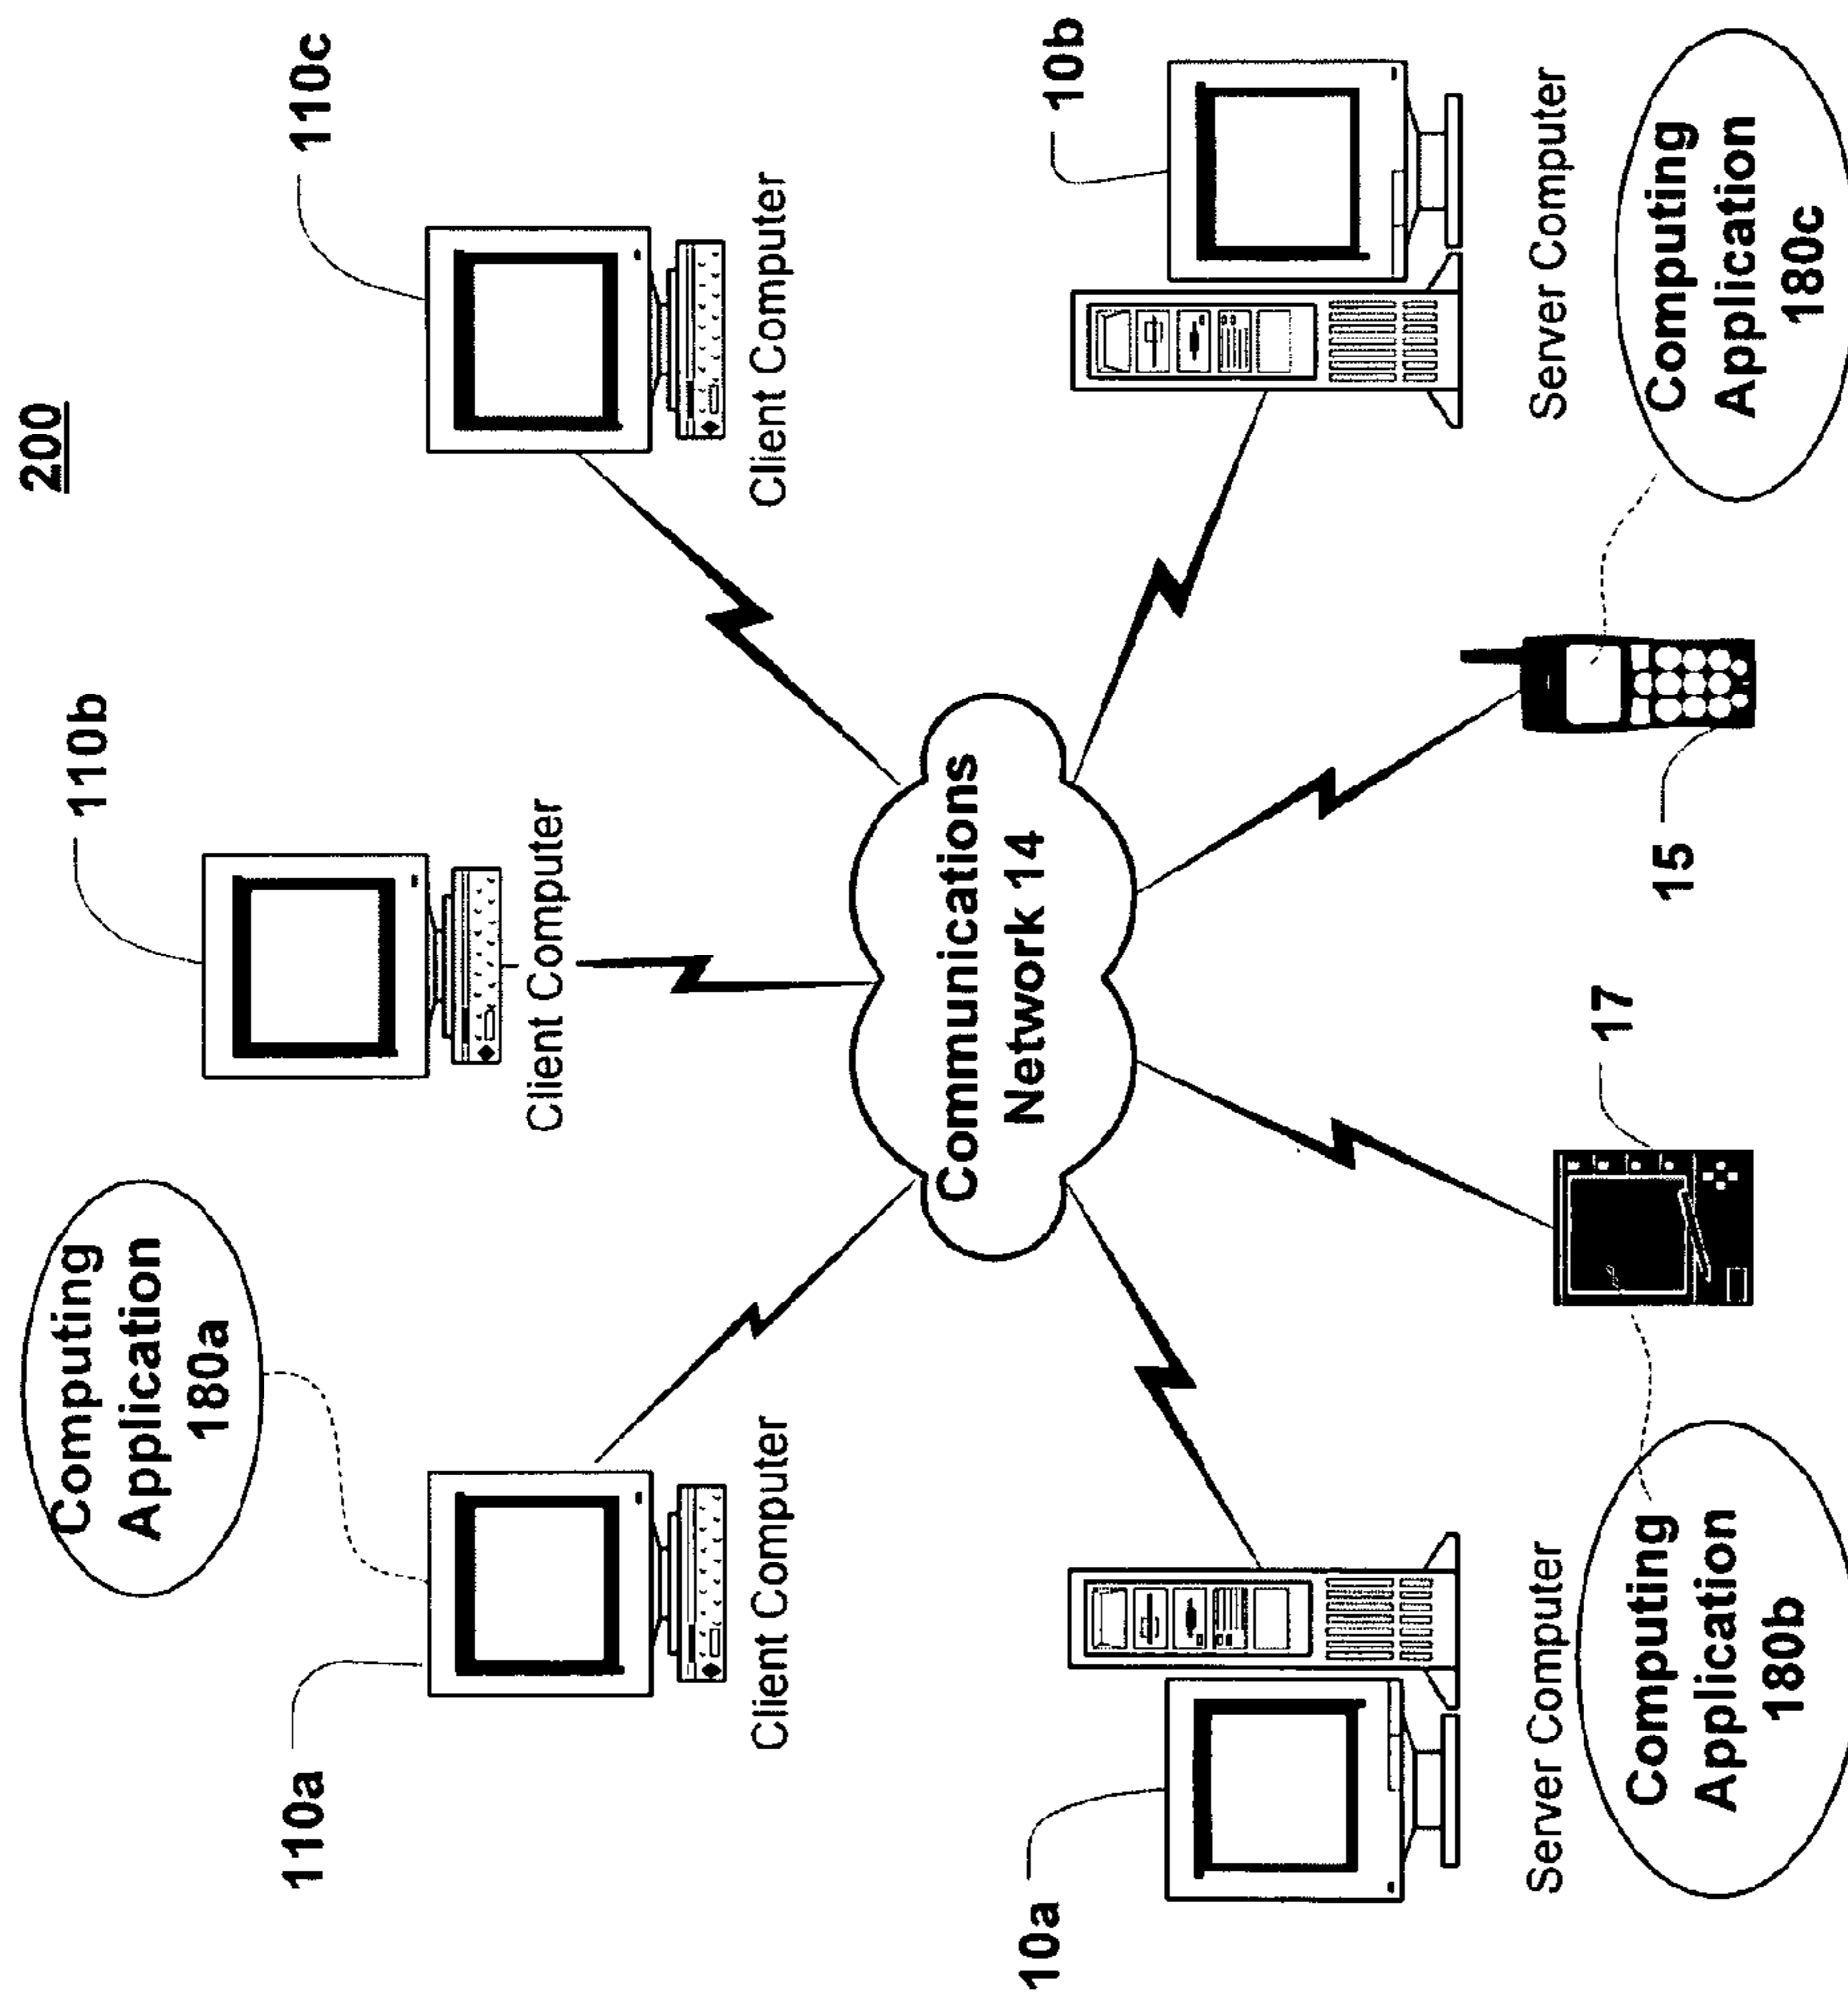 200
Computing
Application
180a
110a
110b
110c
Client Computer
Client Computer
Client Computer
Communications
Network 14
10a
10b
Server Computer
17
15
Server Computer
Computing
Application
180b
Computing
Application
180c